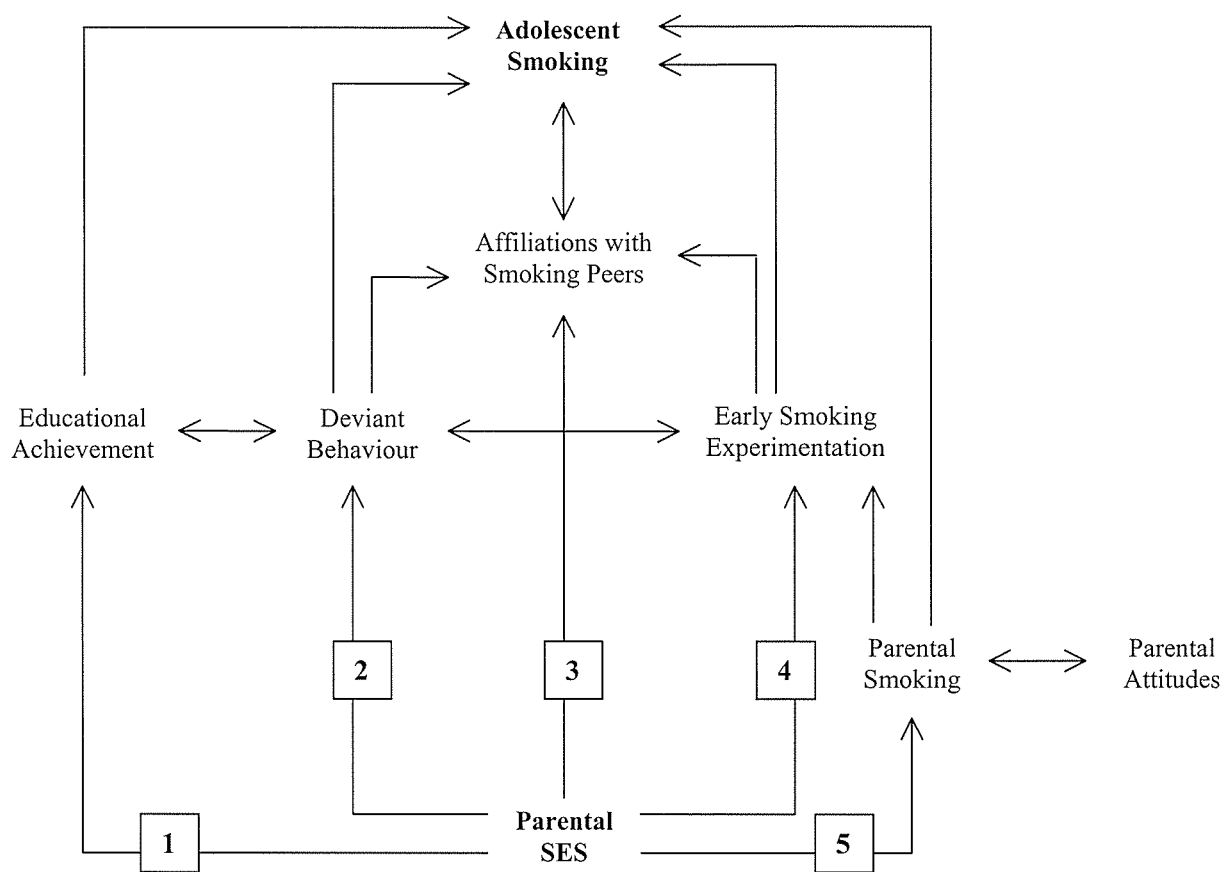 Adolescent
Smoking
Affiliations with
Smoking Peers
Educational
Achievement
Deviant
Behaviour
Early Smoking
Experimentation
2
3
4
Parental
Smoking
Parental
Attitudes
1
Parental
SES
5